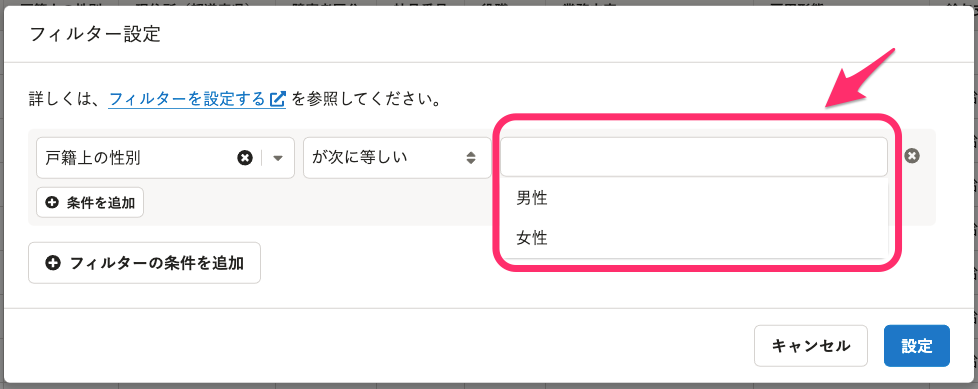 フィルター設定
詳しくは、フィルターを設定する を参照してください。
戸籍上の性別
が次に等しい
男性
女性
条件を追加
フィルターの条件を追加
キャンセル
設定